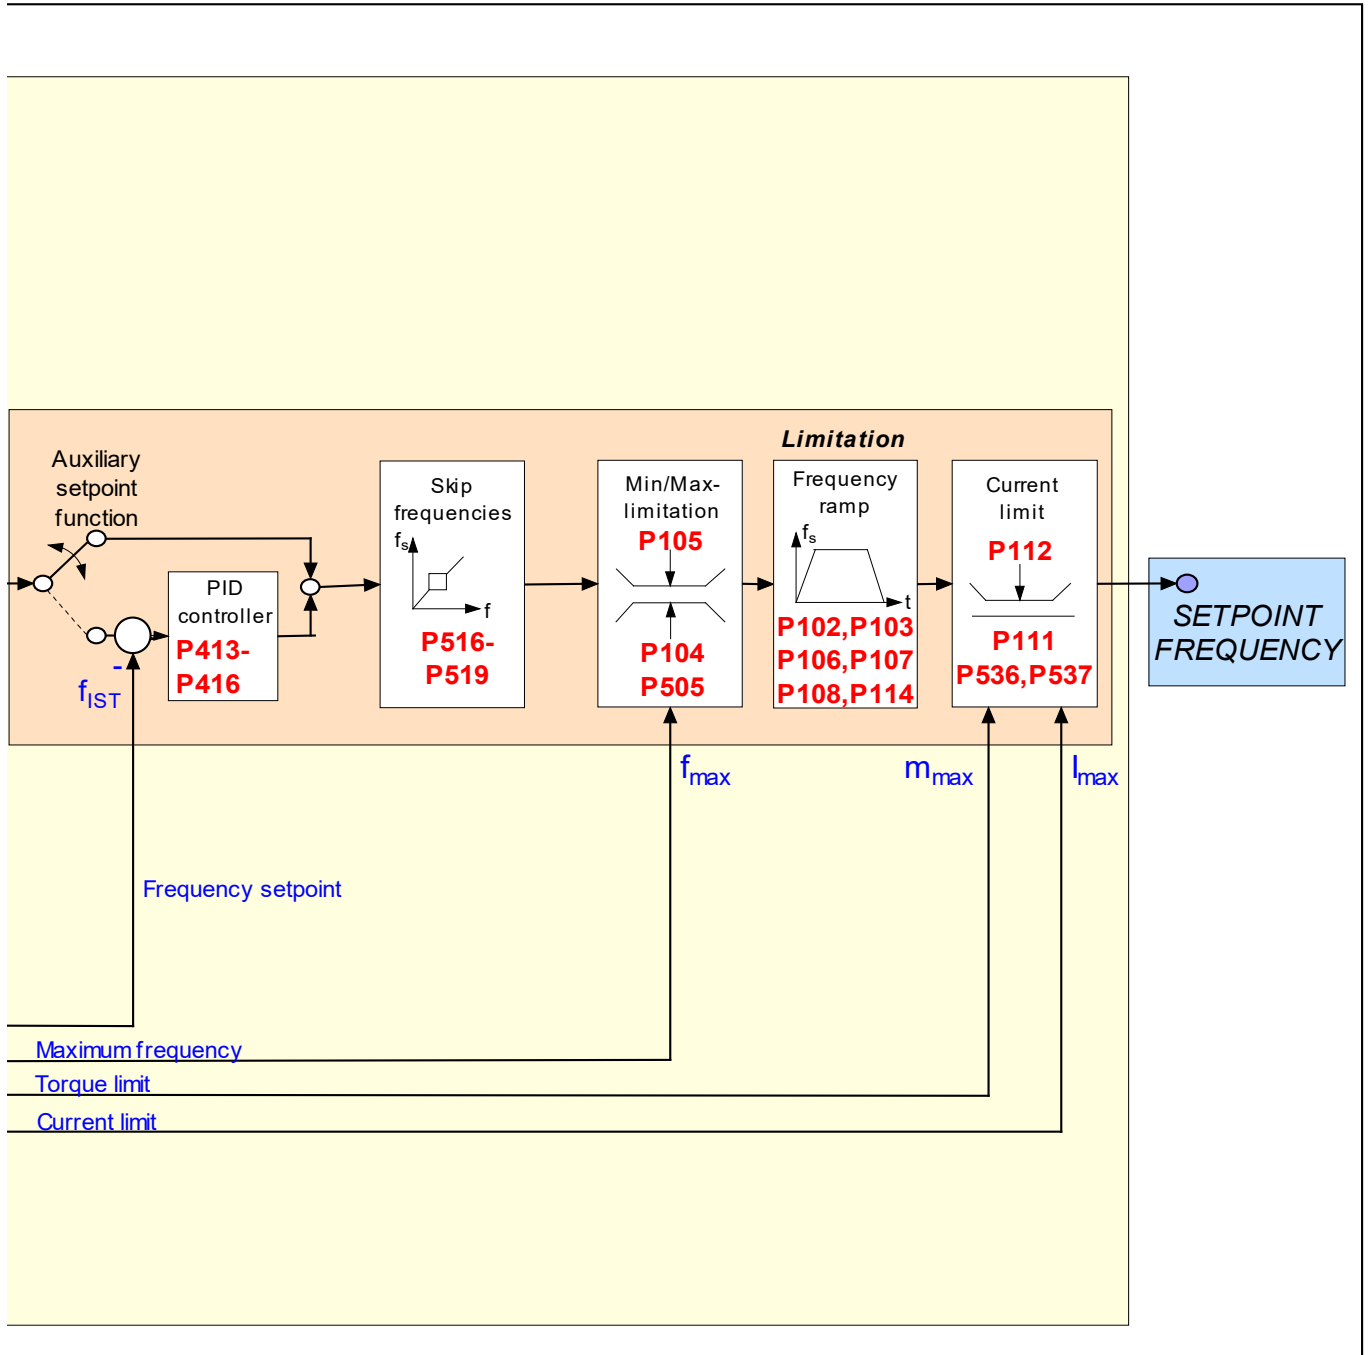 Limitation
Auxiliary
setpoint
function
PID
controller
P413-
P416
-
fIST
Skip
frequencies
fs
f
P516-
P519
Min/Max-
limitation
P105
P104
P505
Frequency
ramp
fs
t
P102,P103
P106,P107
P108,P114
Current
limit
P112
P111
P536,P537
SETPOINT
FREQUENCY
fmax
mmax
Imax
Frequency setpoint
Maximum frequency
Torque limit
Current limit